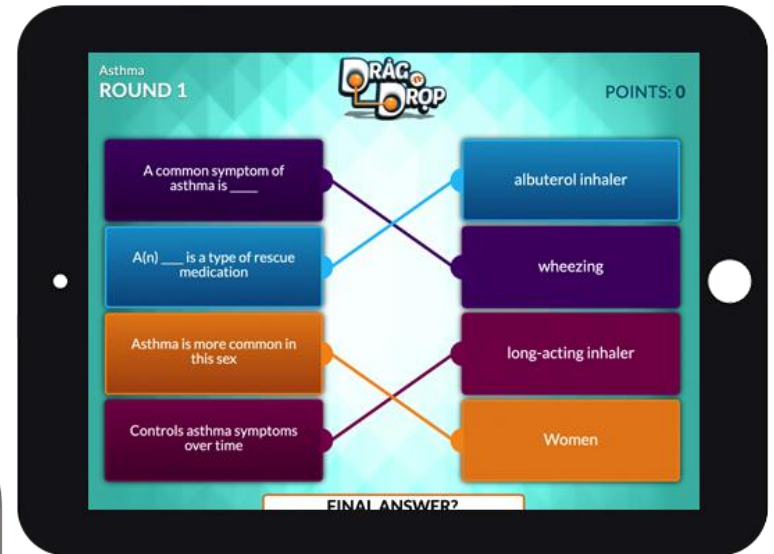 Asthma
ROUND 1
DRAG N DROP
POINTS: 0
A common symptom of
asthma is ____
albuterol inhaler
A(n) ___ is a type of rescue
medication
wheezing
Asthma is more common in
this sex
long-acting inhaler
Controls asthma symptoms
over time
Women
FINAL ANSWER?